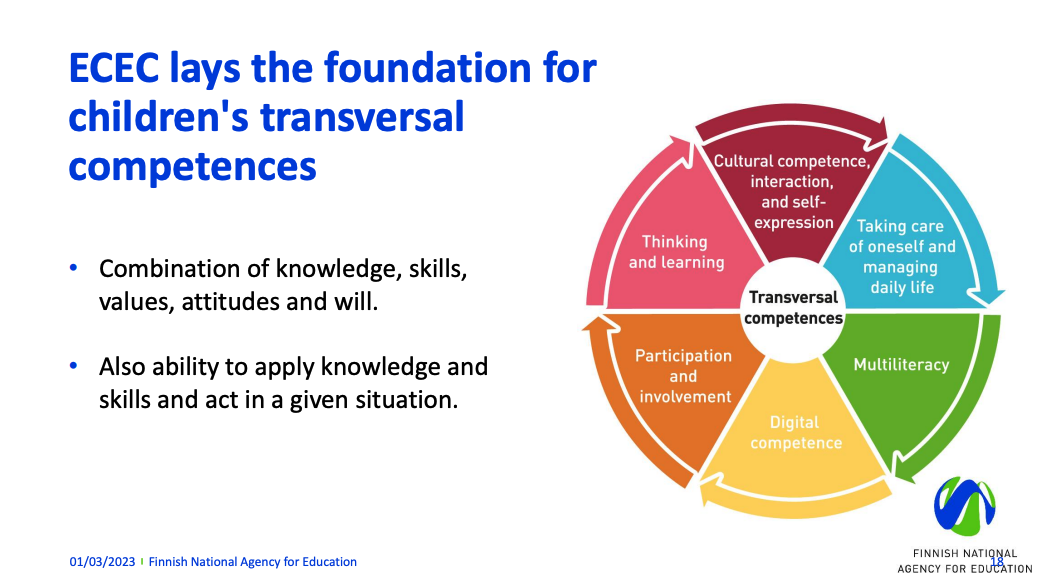 ECEC lays the foundation for
children's transversal
competences
• Combination of knowledge, skills,
values, attitudes and will.
• Also ability to apply knowledge and
skills and act in a given situation.
Cultural competence,
interaction,
and self-
expression
Taking care
of oneself and
managing
daily life
Multiliteracy
Digital
competence
Participation
and
involvement
Thinking
and learning
Transversal
competences
01/03/2023 Finnish National Agency for Education
18
FINNISH NATIONAL
AGENCY FOR EDUCATION